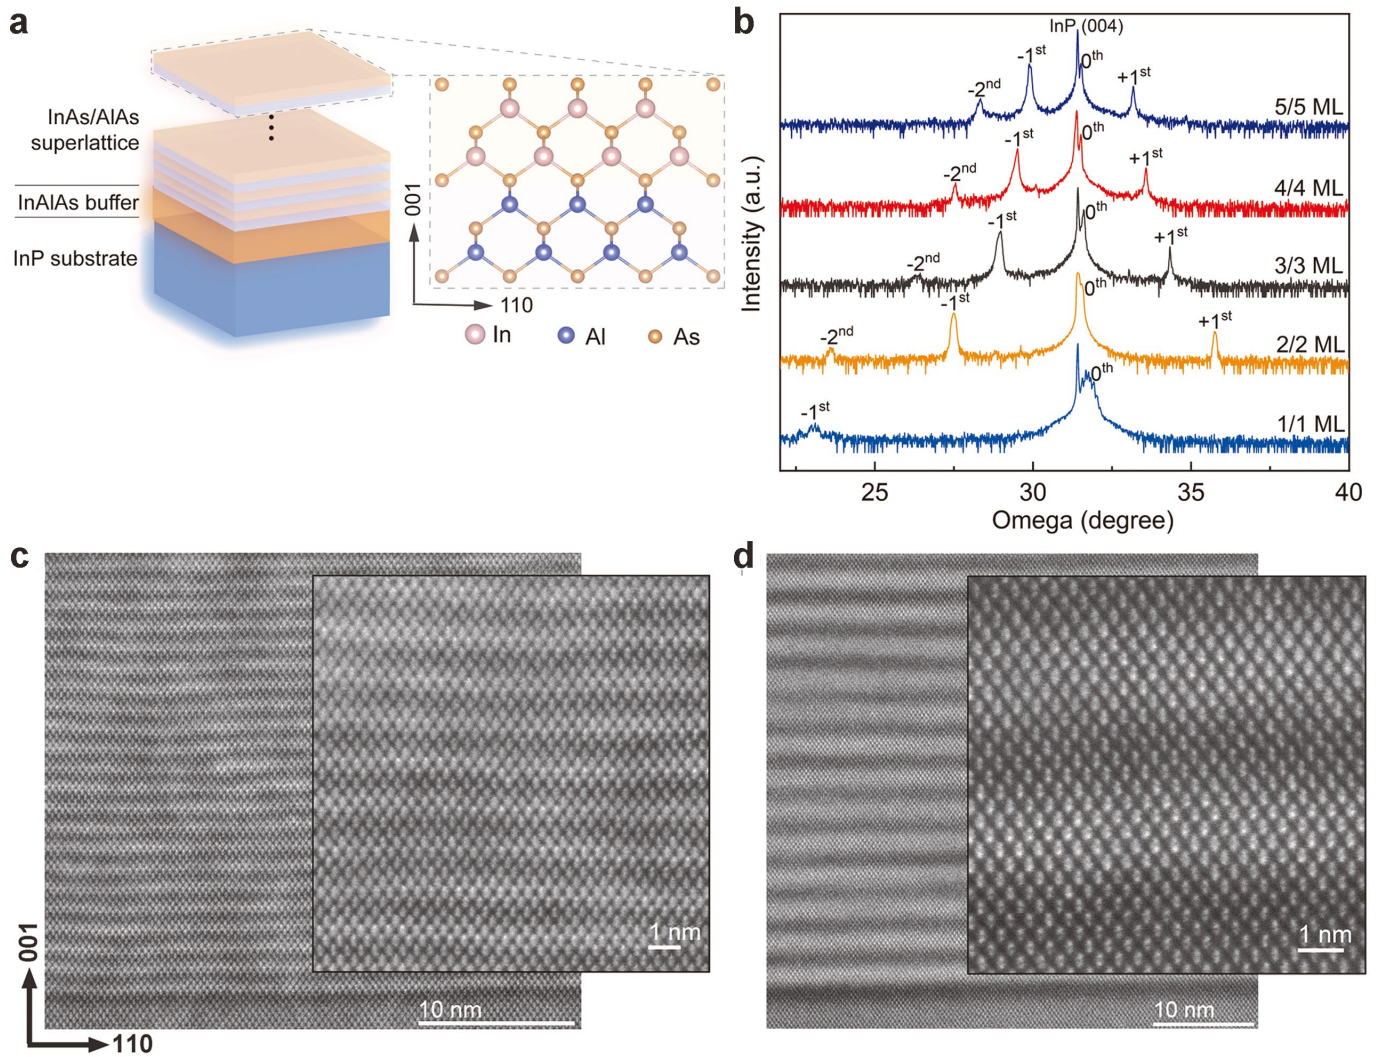 a
InAs/AlAs
superlattice
InAlAs buffer
InP substrate
001
110
In
Al
As
b
InP (004)
-2nd
-1st
0th
+1st
5/5 ML
-2nd
-1st
0th
+1st
4/4 ML
-2nd
-1st
0th
+1st
3/3 ML
-2nd
-1st
0th
+1st
2/2 ML
-1st
0th
1/1 ML
Intensity (a.u.)
25
30
35
40
Omega (degree)
c
1 nm
10 nm
001
110
d
1 nm
10 nm